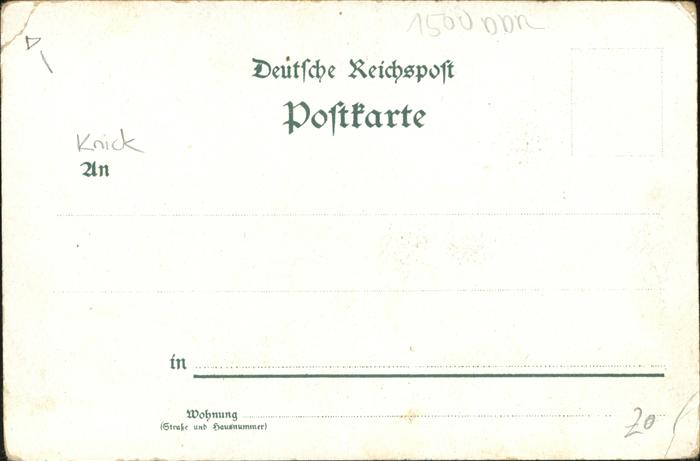 1500 DDR
Deutsche Reichspost
Postkarte
Knick
An
in
Wohnung
(Straße und Hausnummer)
20